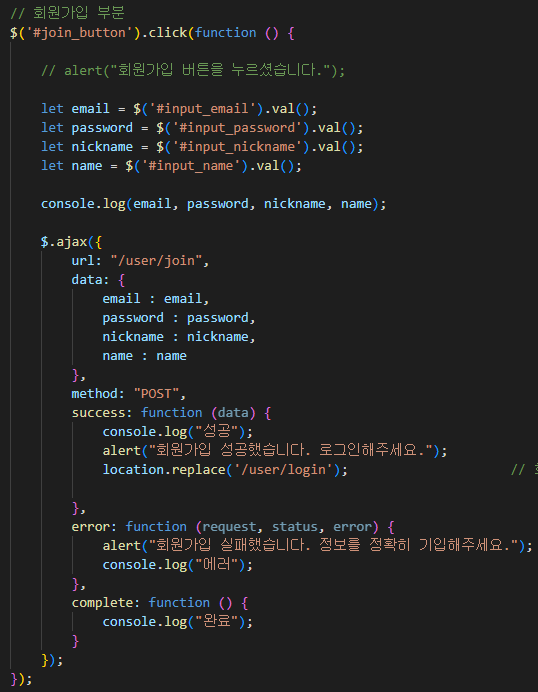 // 회원가입 부분
$('#join_button').click(function () {
// alert("회원가입 버튼을 누르셨습니다.");
let email = $('#input_email').val();
let password = $('#input_password').val();
let nickname = $('#input_nickname').val();
let name = $('#input_name').val();
console.log(email, password, nickname, name);
$.ajax({
url: "/user/join",
data: {
email : email,
password : password,
nickname : nickname,
name : name
},
method: "POST",
success: function (data) {
console.log("성공");
alert("회원가입 성공했습니다. 로그인해주세요.");
location.replace('/user/login'); //
},
error: function (request, status, error) {
alert("회원가입 실패했습니다. 정보를 정확히 기입해주세요.");
console.log("에러");
},
complete: function () {
console.log("완료");
}
});
});